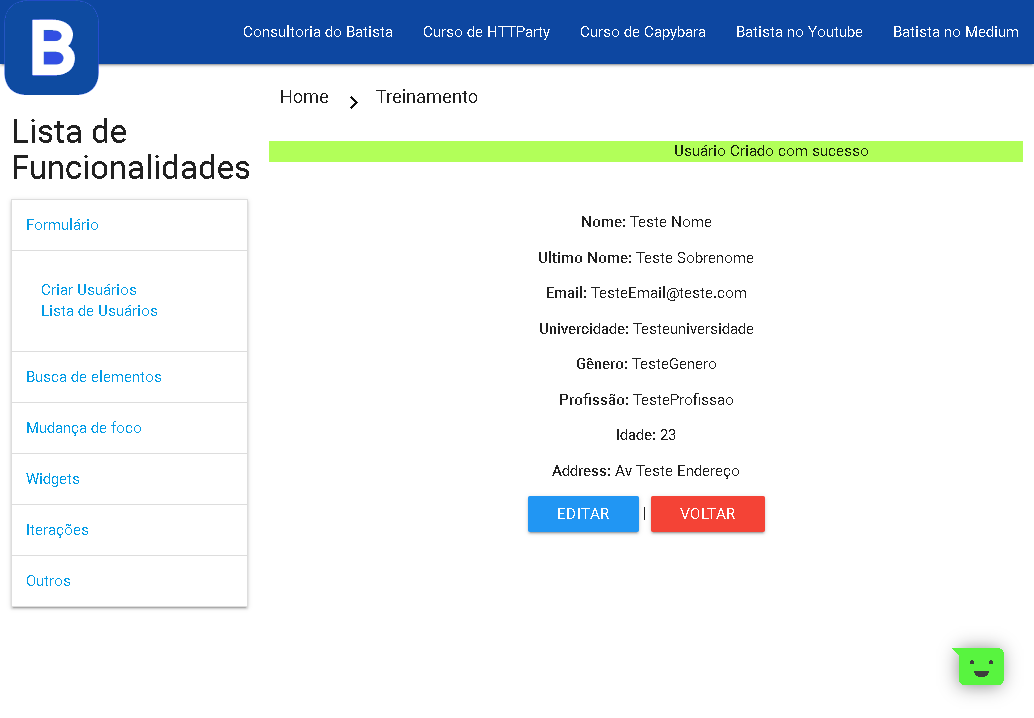 B
Consultoria do Batista
Curso de HTTParty
Curso de Capybara
Batista no Youtube
Batista no Medium
Home
Treinamento
Lista de
Funcionalidades
Formulário
Criar Usuários
Lista de Usuários
Busca de elementos
Mudança de foco
Widgets
Iterações
Outros
Usuário Criado com sucesso
Nome: Teste Nome
Ultimo Nome: Teste Sobrenome
Email: TesteEmail@teste.com
Univercidade: Testeuniversidade
Gênero: TesteGenero
Profissão: TesteProfissao
Idade: 23
Address: Av Teste Endereço
EDITAR | VOLTAR